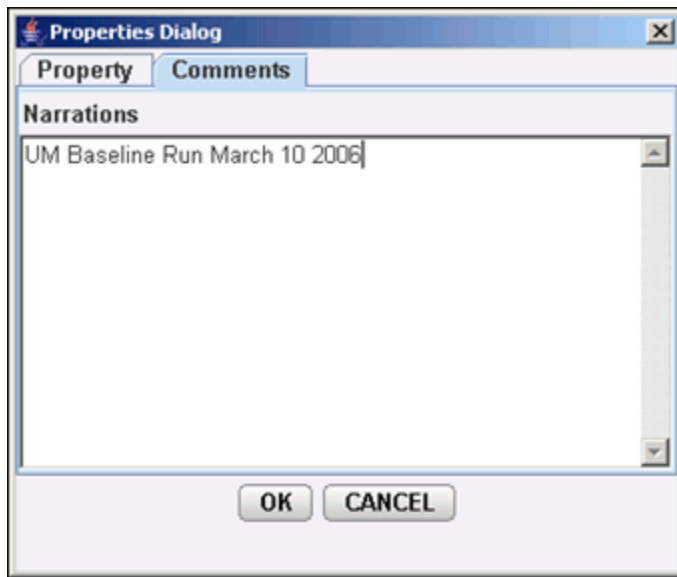 Properties Dialog
Property Comments
Narrations
UM Baseline Run March 10 2006
OK CANCEL